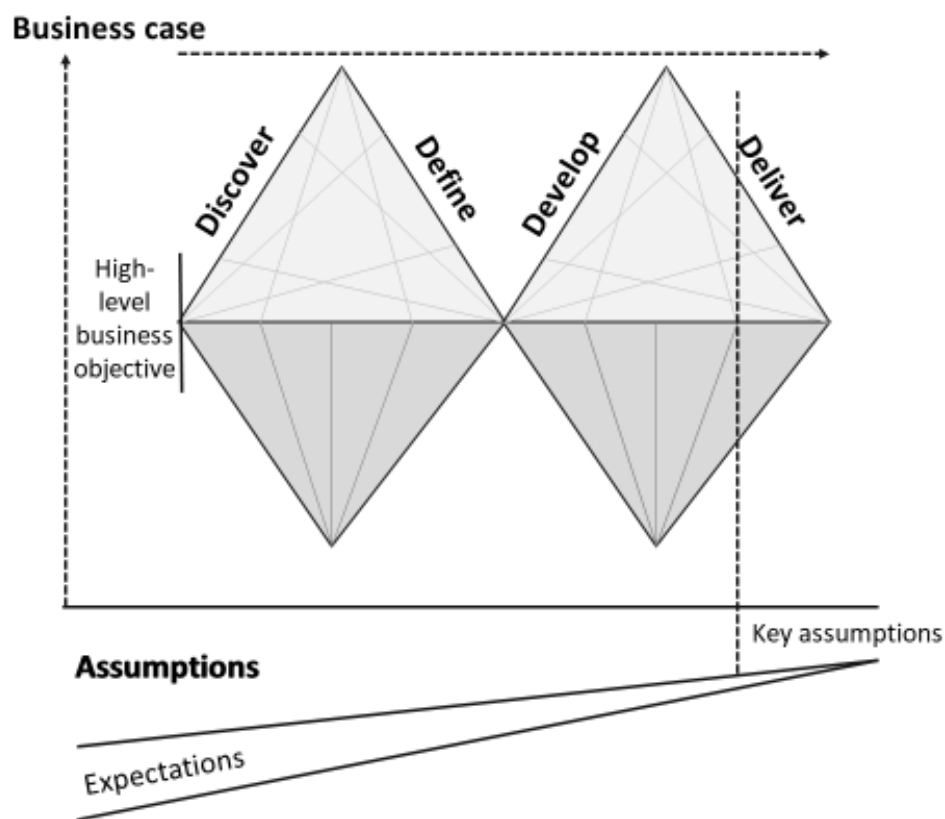 Business case
Discover
Define
Develop
Deliver
High-
level
business
objective
Key assumptions
Assumptions
Expectations